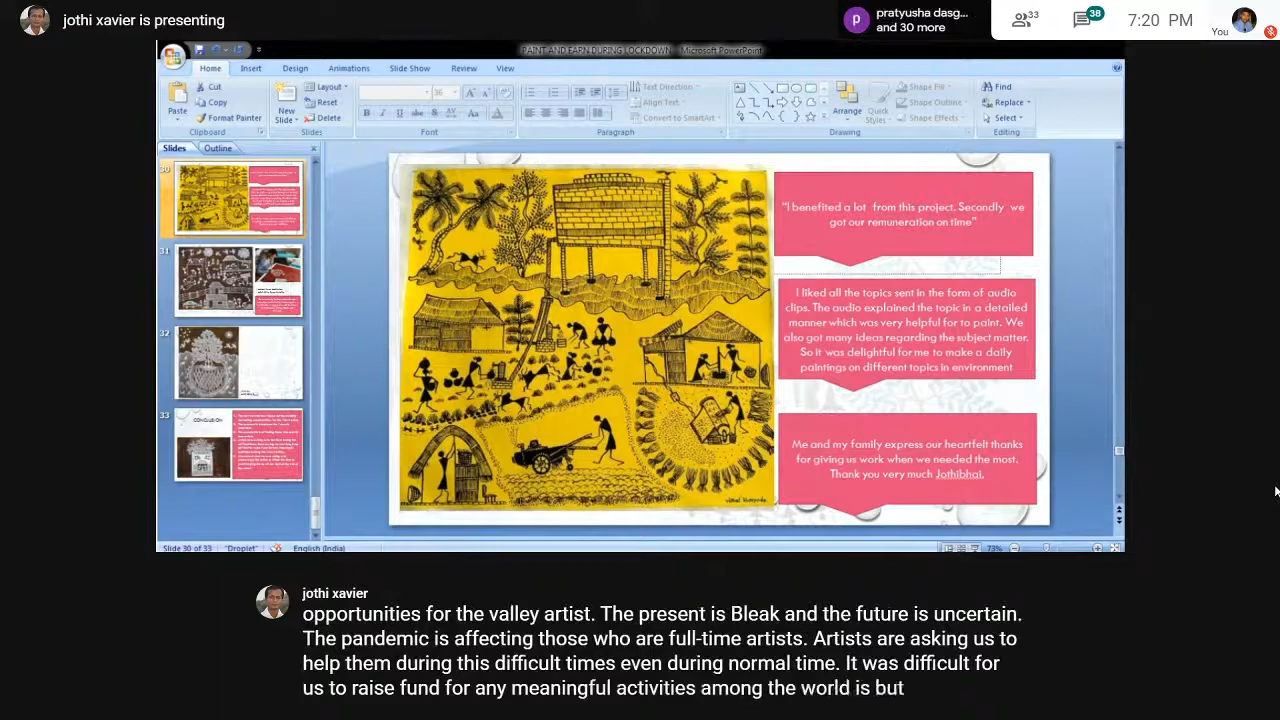 jothi xavier is presenting
pratyusha dasg...
and 30 more
33
38
7:20 PM
You
PAINT AND EARN DURING LOCKDOWN - Microsoft PowerPoint
Home Insert Design Animations Slide Show Review View
Paste
Cut
Copy
Format Painter
Clipboard
New
Slide
Layout
Reset
Delete
Slides
36
B I U abe S AV Aa A
Font
Text Direction
Align Text
Convert to SmartArt
Paragraph
Arrange
Quick
Styles
Shape Fill
Shape Outline
Shape Effects
Drawing
Find
Replace
Select
Editing
Slides Outline
30
31
32
33
CONCLUSION
"I benefited a lot from this project. Secondly we
got our remuneration on time"
I liked all the topics sent in the form of audio
clips. The audio explained the topic in a detailed
manner which was very helpful for to paint. We
also got many ideas regarding the subject matter.
So it was delightful for me to make a daily
paintings on different topics in environment
Me and my family express our heartfelt thanks
for giving us work when we needed the most.
Thank you very much Jothibhai.
Slide 30 of 33 "Droplet" English (India) 73%
jothi xavier
opportunities for the valley artist. The present is Bleak and the future is uncertain.
The pandemic is affecting those who are full-time artists. Artists are asking us to
help them during this difficult times even during normal time. It was difficult for
us to raise fund for any meaningful activities among the world is but